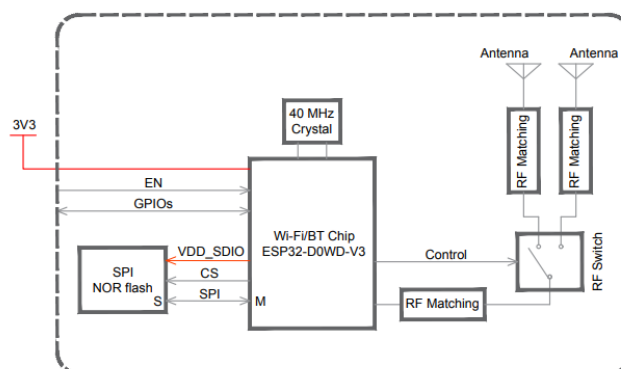 Antenna
Antenna
40 MHz
Crystal
3V3
RF Matching
RF Matching
EN
GPIOs
Wi-Fi/BT Chip
ESP32-D0WD-V3
VDD_SDIO
Control
RF Switch
SPI
NOR flash
CS
S
SPI
M
RF Matching